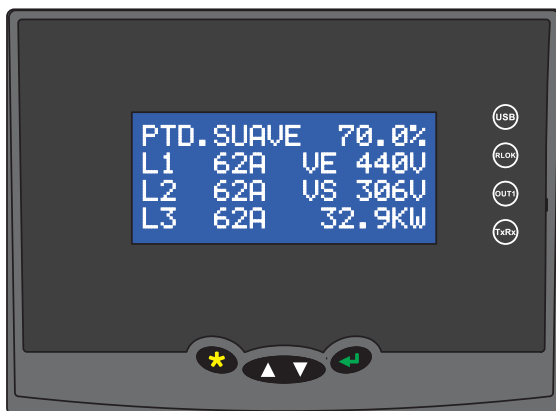 PTD.SUAVE 70.0%
L1 62A VE 440V
L2 62A VS 306V
L3 62A 32.9KW
USB
RLOK
OUT1
TxRx